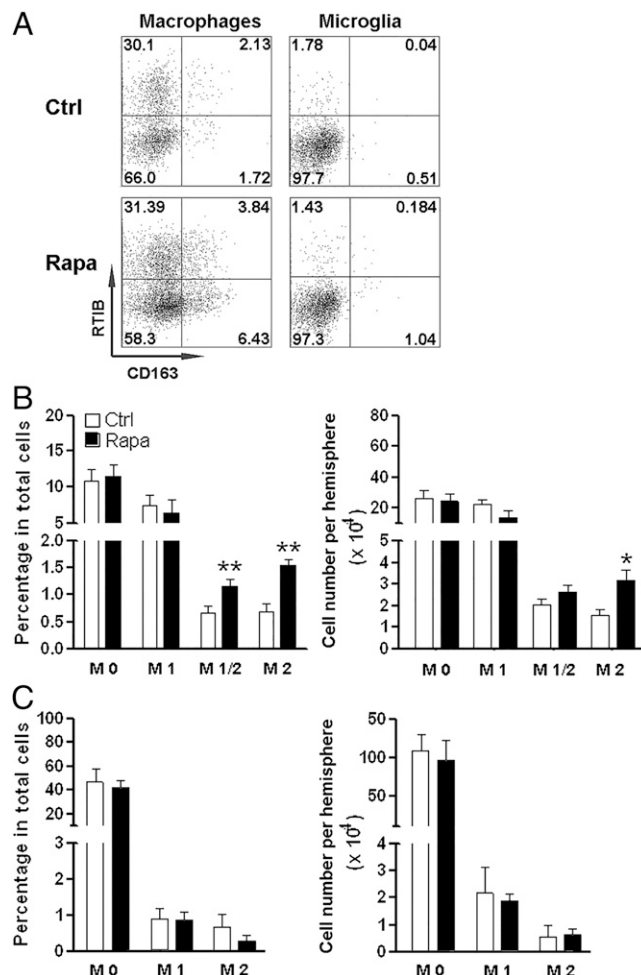 A
Macrophages Microglia
Ctrl
30.1 2.13
66.0 1.72
1.78 0.04
97.7 0.51
Rapa
31.39 3.84
58.3 6.43
1.43 0.184
97.3 1.04
RTIB
CD163
B
Percentage in total cells
20
15
10
5
2.0
1.5
1.0
0.5
0.0
Ctrl
Rapa
** **
M 0 M 1 M 1/2 M 2
Cell number per hemisphere
(x 10⁴)
80
60
40
20
4
3
2
1
0
*
M 0 M 1 M 1/2 M 2
C
Percentage in total cells
100
80
60
40
20
3
2
1
0
M 0 M 1 M 2
Cell number per hemisphere
(x 10⁴)
50
100
50
3
2
1
0
M 0 M 1 M 2